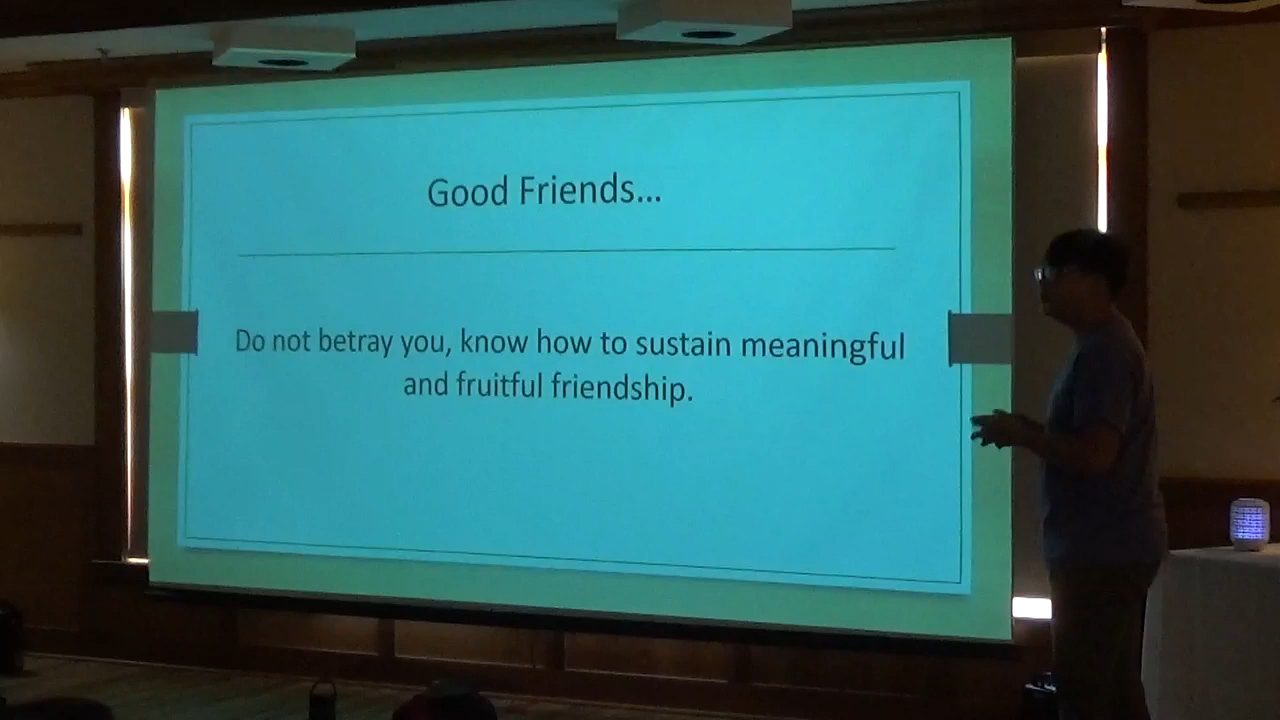 Good Friends...
Do not betray you, know how to sustain meaningful
and fruitful friendship.